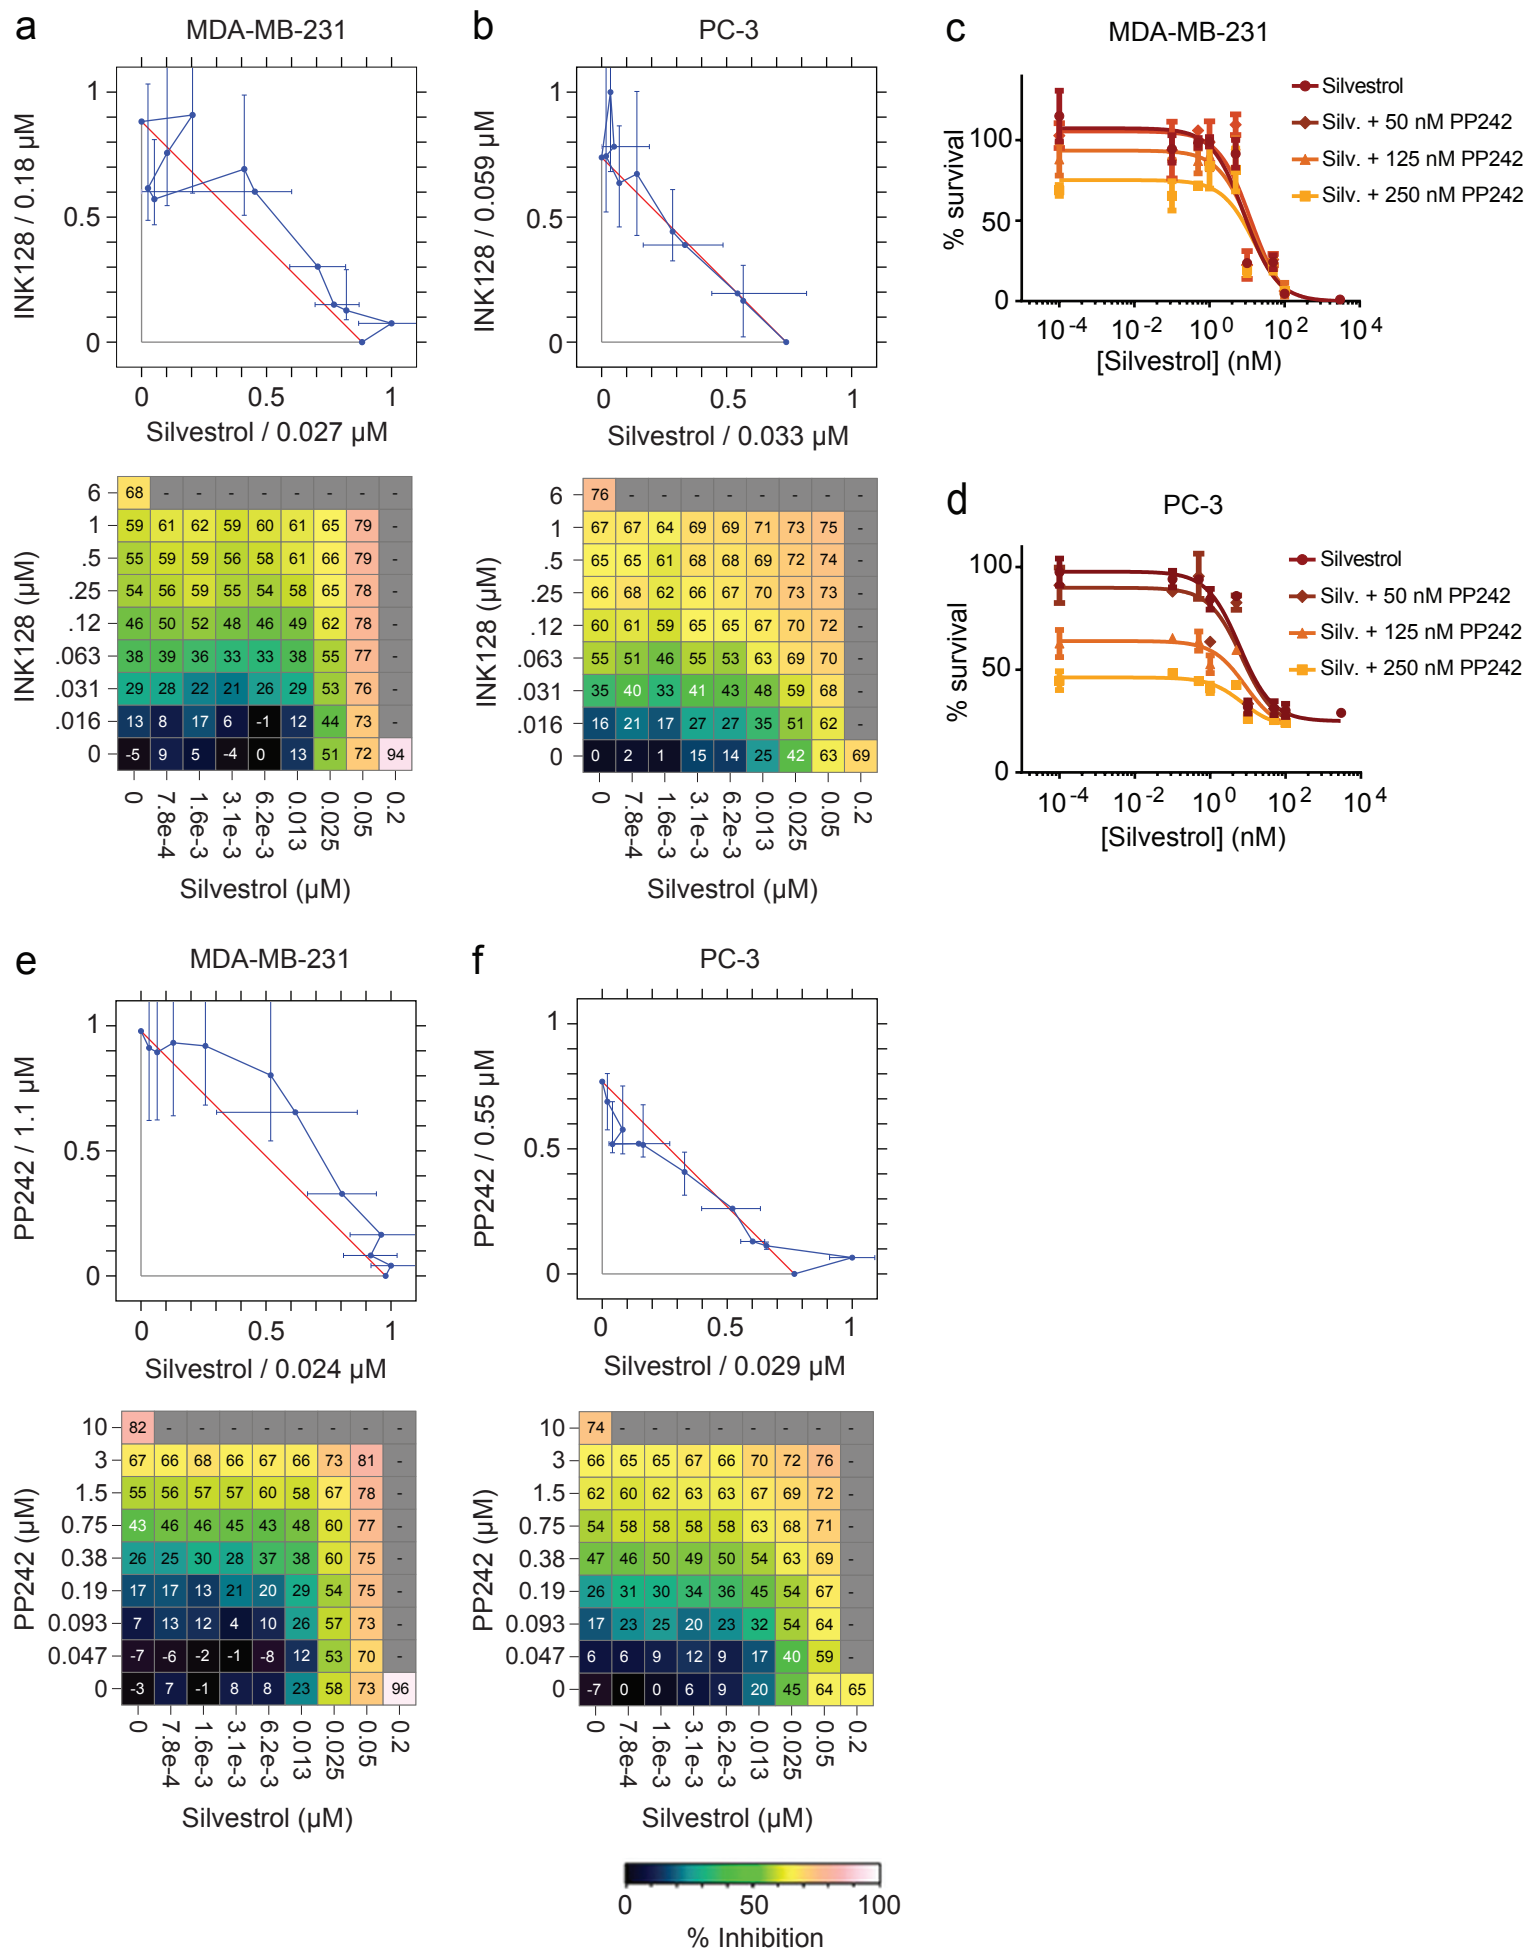 a
MDA-MB-231
INK128 / 0.18 µM
1
0.5
0
0 0.5 1
Silvestrol / 0.027 µM
INK128 (µM)
6 68 - - - - - - - -
1 59 61 62 59 60 61 65 79 -
.5 55 59 59 56 58 61 66 79 -
.25 54 56 59 55 54 58 65 78 -
.12 46 50 52 48 46 49 62 78 -
.063 38 39 36 33 33 38 55 77 -
.031 29 28 22 21 26 29 53 76 -
.016 13 8 17 6 -1 12 44 73 -
0 -5 9 5 -4 0 13 51 72 94
0 7.8e-4 1.6e-3 3.1e-3 6.2e-3 0.013 0.025 0.05 0.2
Silvestrol (µM)
b
PC-3
INK128 / 0.059 µM
1
0.5
0
0 0.5 1
Silvestrol / 0.033 µM
INK128 (µM)
6 76 - - - - - - - -
1 67 67 64 69 69 71 73 75 -
.5 65 65 61 68 68 69 72 74 -
.25 66 68 62 66 67 70 73 73 -
.12 60 61 59 65 65 67 70 72 -
.063 55 51 46 55 53 63 69 70 -
.031 35 40 33 41 43 48 59 68 -
.016 16 21 17 27 27 35 51 62 -
0 0 2 1 15 14 25 42 63 69
0 7.8e-4 1.6e-3 3.1e-3 6.2e-3 0.013 0.025 0.05 0.2
Silvestrol (µM)
c
MDA-MB-231
% survival
100
50
0
10-4 10-2 100 102 104
[Silvestrol] (nM)
Silvestrol
Silv. + 50 nM PP242
Silv. + 125 nM PP242
Silv. + 250 nM PP242
d
PC-3
% survival
100
50
0
10-4 10-2 100 102 104
[Silvestrol] (nM)
Silvestrol
Silv. + 50 nM PP242
Silv. + 125 nM PP242
Silv. + 250 nM PP242
e
MDA-MB-231
PP242 / 1.1 µM
1
0.5
0
0 0.5 1
Silvestrol / 0.024 µM
PP242 (µM)
10 82 - - - - - - - -
3 67 66 68 66 67 66 73 81 -
1.5 55 56 57 57 60 58 67 78 -
0.75 43 46 46 45 43 48 60 77 -
0.38 26 25 30 28 37 38 60 75 -
0.19 17 17 13 21 20 29 54 75 -
0.093 7 13 12 4 10 26 57 73 -
0.047 -7 -6 -2 -1 -8 12 53 70 -
0 -3 7 -1 8 8 23 58 73 96
0 7.8e-4 1.6e-3 3.1e-3 6.2e-3 0.013 0.025 0.05 0.2
Silvestrol (µM)
f
PC-3
PP242 / 0.55 µM
1
0.5
0
0 0.5 1
Silvestrol / 0.029 µM
PP242 (µM)
10 74 - - - - - - - -
3 66 65 65 67 66 70 72 76 -
1.5 62 60 62 63 63 67 69 72 -
0.75 54 58 58 58 58 63 68 71 -
0.38 47 46 50 49 50 54 63 69 -
0.19 26 31 30 34 36 45 54 67 -
0.093 17 23 25 20 23 32 54 64 -
0.047 6 6 9 12 9 17 40 59 -
0 -7 0 0 6 9 20 45 64 65
0 7.8e-4 1.6e-3 3.1e-3 6.2e-3 0.013 0.025 0.05 0.2
Silvestrol (µM)
0 50 100
% Inhibition